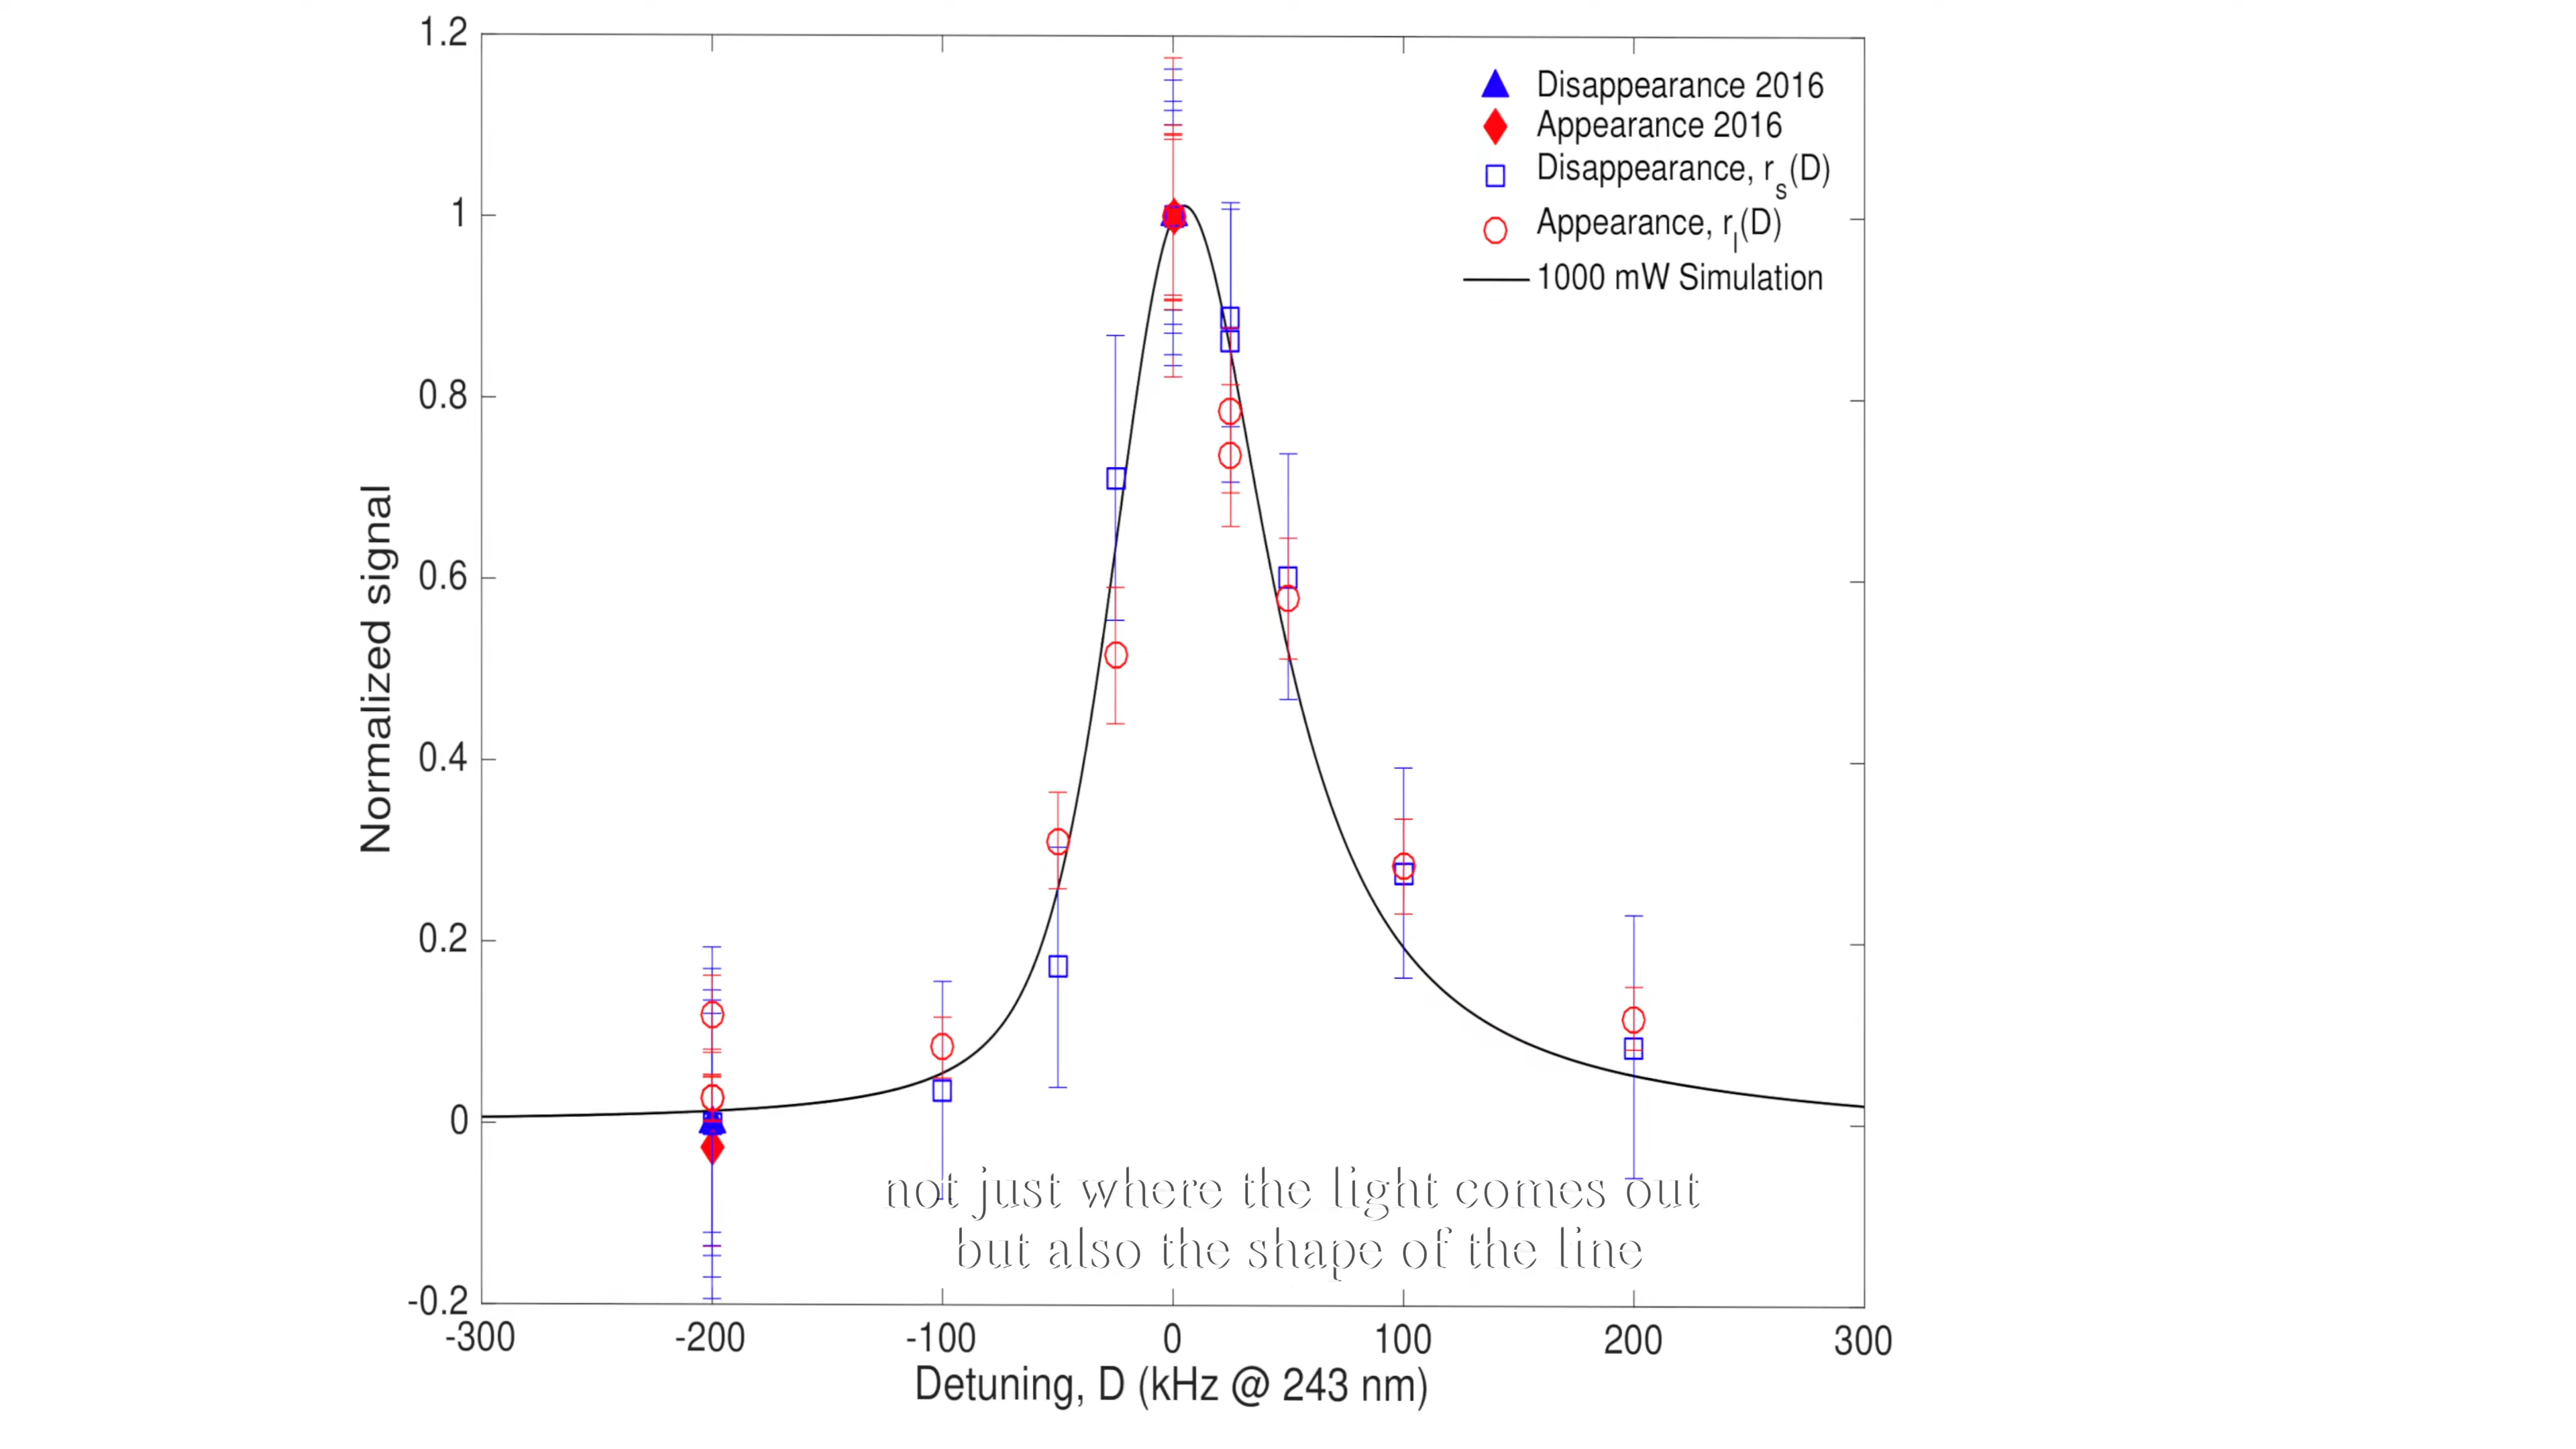 1.2
1
0.8
0.6
0.4
0.2
0
-0.2
Normalized signal
Disappearance 2016
Appearance 2016
Disappearance, r_s(D)
Appearance, r_l(D)
1000 mW Simulation
not just where the light comes out
but also the shape of the line
-300 -200 -100 0 100 200 300
Detuning, D (kHz @ 243 nm)